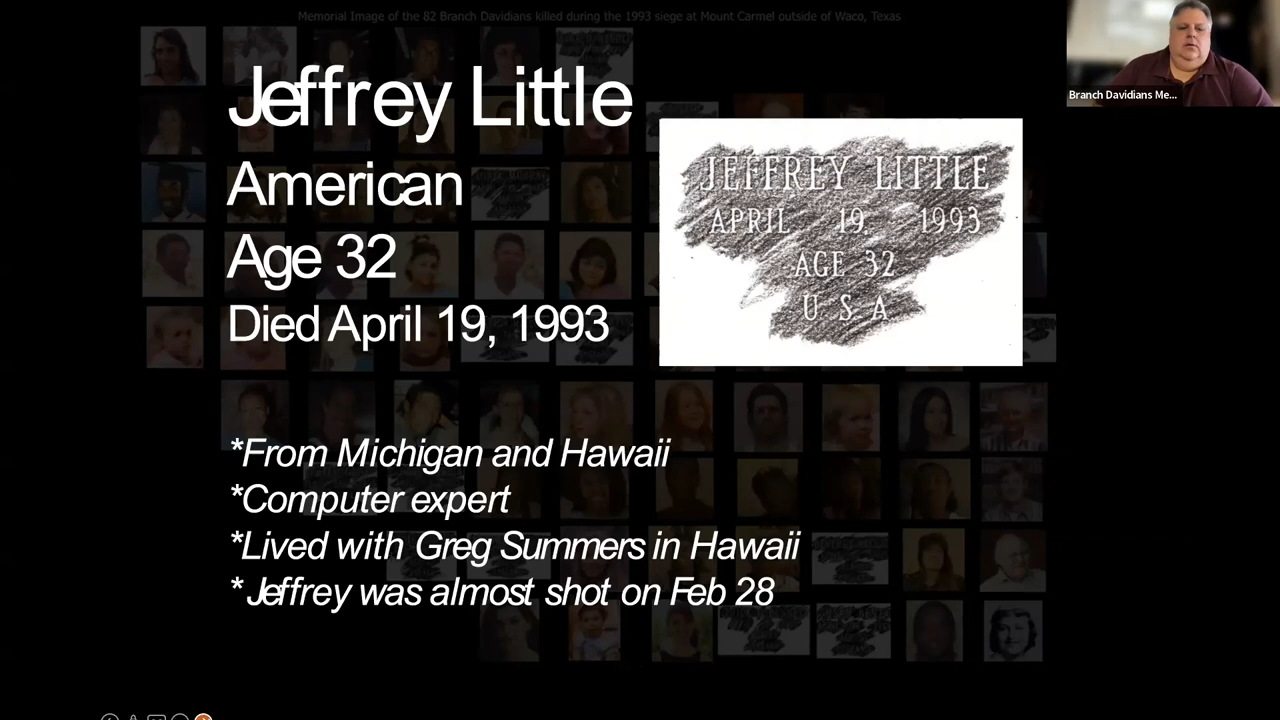 Memorial Image of the 82 Branch Davidians killed during the 1993 siege at Mount Carmel outside of Waco, Texas
Branch Davidians Me...
Jeffrey Little
American
Age 32
Died April 19, 1993
JEFFREY LITTLE
APRIL 19, 1993
AGE 32
U S A
*From Michigan and Hawaii
*Computer expert
*Lived with Greg Summers in Hawaii
* Jeffrey was almost shot on Feb 28